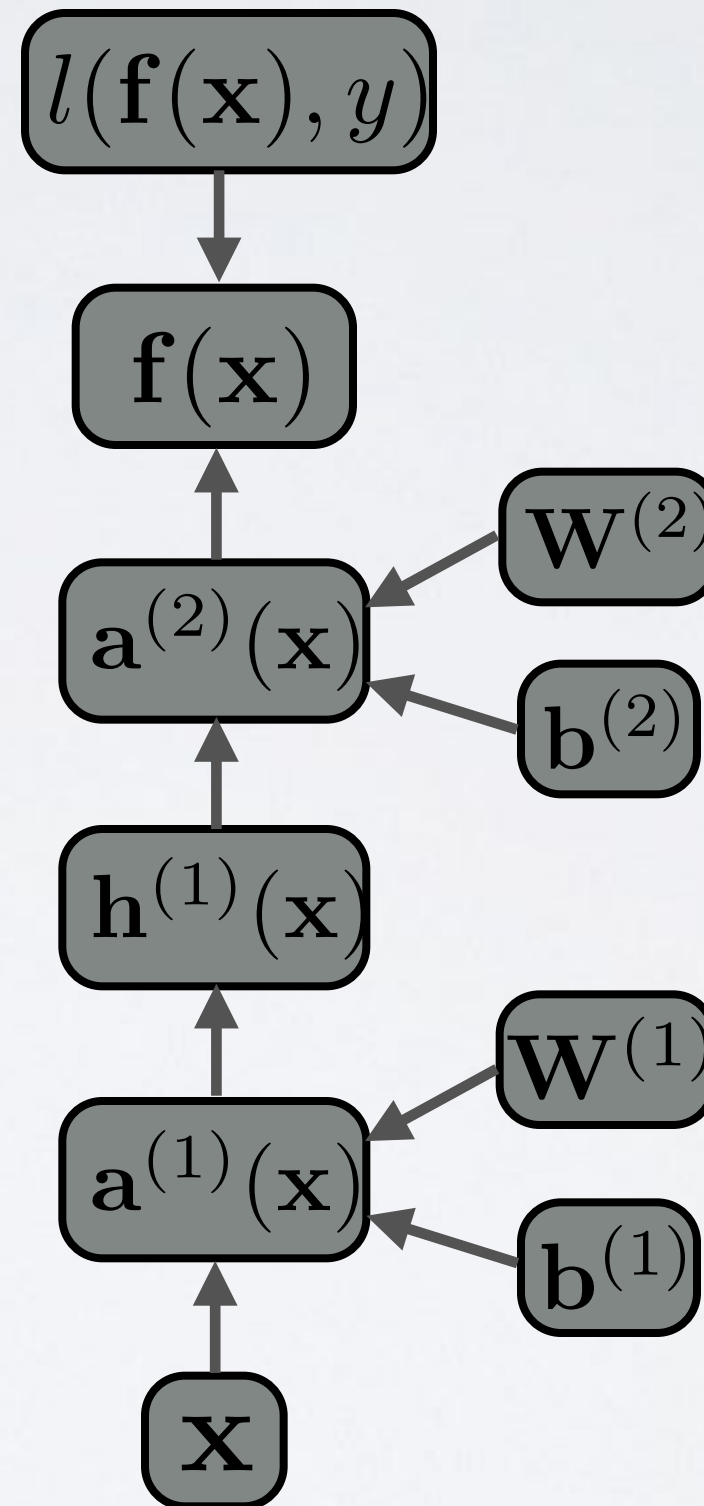 l(f(x), y)
f(x)
W^{(2)}
a^{(2)}(x)
b^{(2)}
h^{(1)}(x)
W^{(1)}
a^{(1)}(x)
b^{(1)}
x